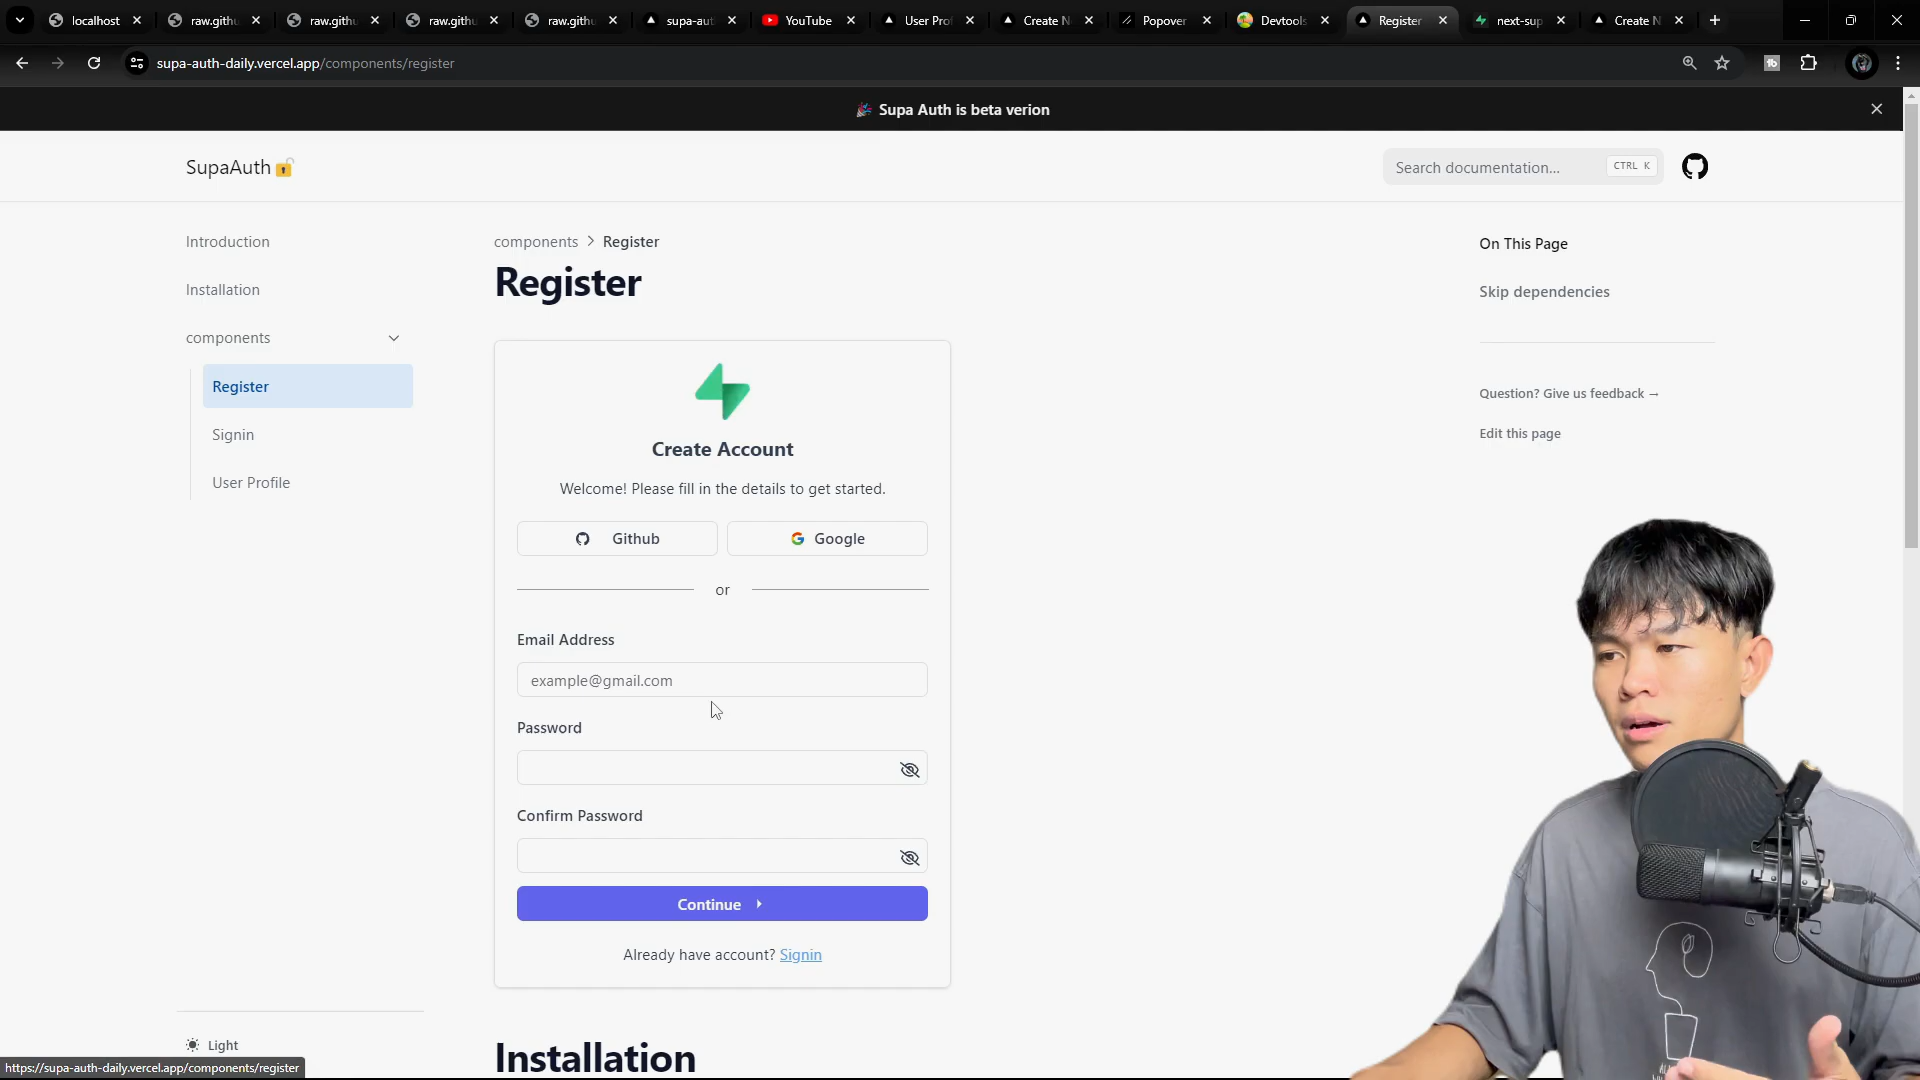 localhost
raw.githu
raw.githu
raw.githu
raw.githu
supa-aut
YouTube
User Prof
Create N
Popover
Devtools
Register
next-sup
Create N
supa-auth-daily.vercel.app/components/register
🎉 Supa Auth is beta verion
SupaAuth🔓
Search documentation...
CTRL K
Introduction
Installation
components
Register
Signin
User Profile
Light
components > Register
Register
Create Account
Welcome! Please fill in the details to get started.
Github
Google
or
Email Address
example@gmail.com
Password
Confirm Password
Continue
Already have account? Signin
Installation
On This Page
Skip dependencies
Question? Give us feedback →
Edit this page
https://supa-auth-daily.vercel.app/components/register